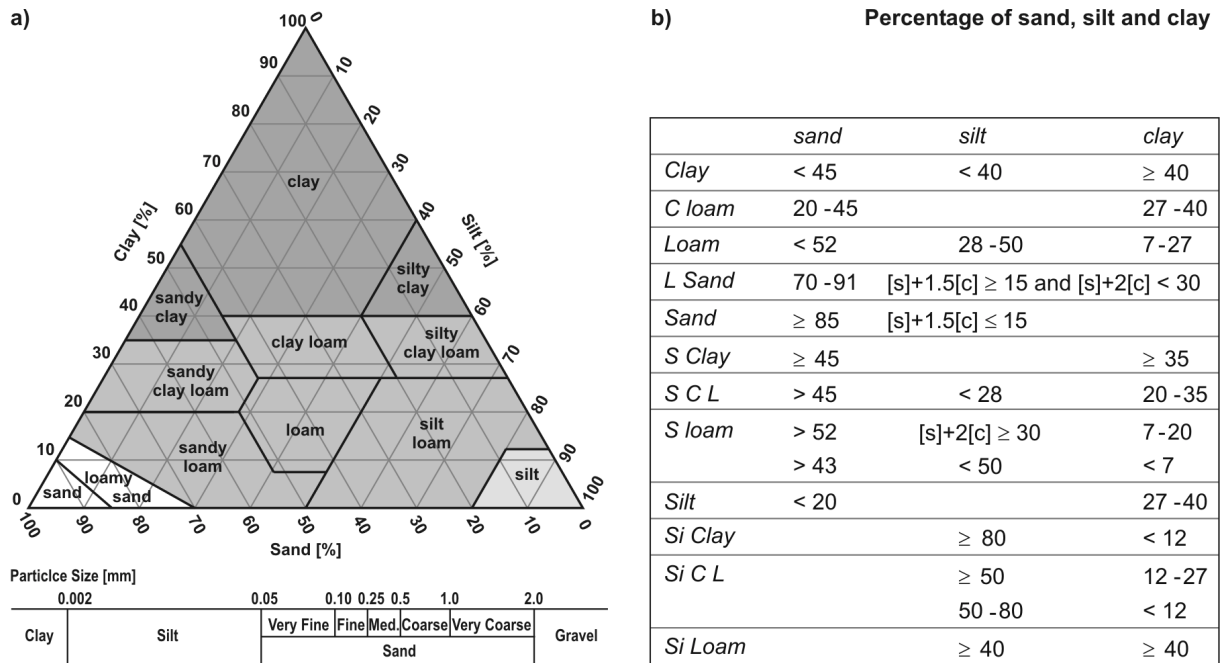 a)
100 0
90 10
80 20
70 30
clay
60 40
Clay [%]
Silt [%]
50 50
silty
clay
sandy
clay
40 60
clay loam
silty
clay loam
30 70
sandy
clay loam
20 80
loam
silt
loam
sandy
loam
10 90
silt
loamy
sand
sand
0 100
100 90 80 70 60 50 40 30 20 10 0
Sand [%]
Particlce Size [mm]
0.002 0.05 0.10 0.25 0.5 1.0 2.0
Clay Silt Very Fine Fine Med. Coarse Very Coarse Gravel
Sand
b) Percentage of sand, silt and clay
sand silt clay
Clay < 45 < 40 ≥ 40
C loam 20 -45 27 -40
Loam < 52 28 -50 7 -27
L Sand 70 -91 [s]+1.5[c] ≥ 15 and [s]+2[c] < 30
Sand ≥ 85 [s]+1.5[c] ≤ 15
S Clay ≥ 45 ≥ 35
S C L > 45 < 28 20 -35
S loam > 52 [s]+2[c] ≥ 30 7 -20
> 43 < 50 < 7
Silt < 20 27 -40
Si Clay ≥ 80 < 12
Si C L ≥ 50 12 -27
50 -80 < 12
Si Loam ≥ 40 ≥ 40